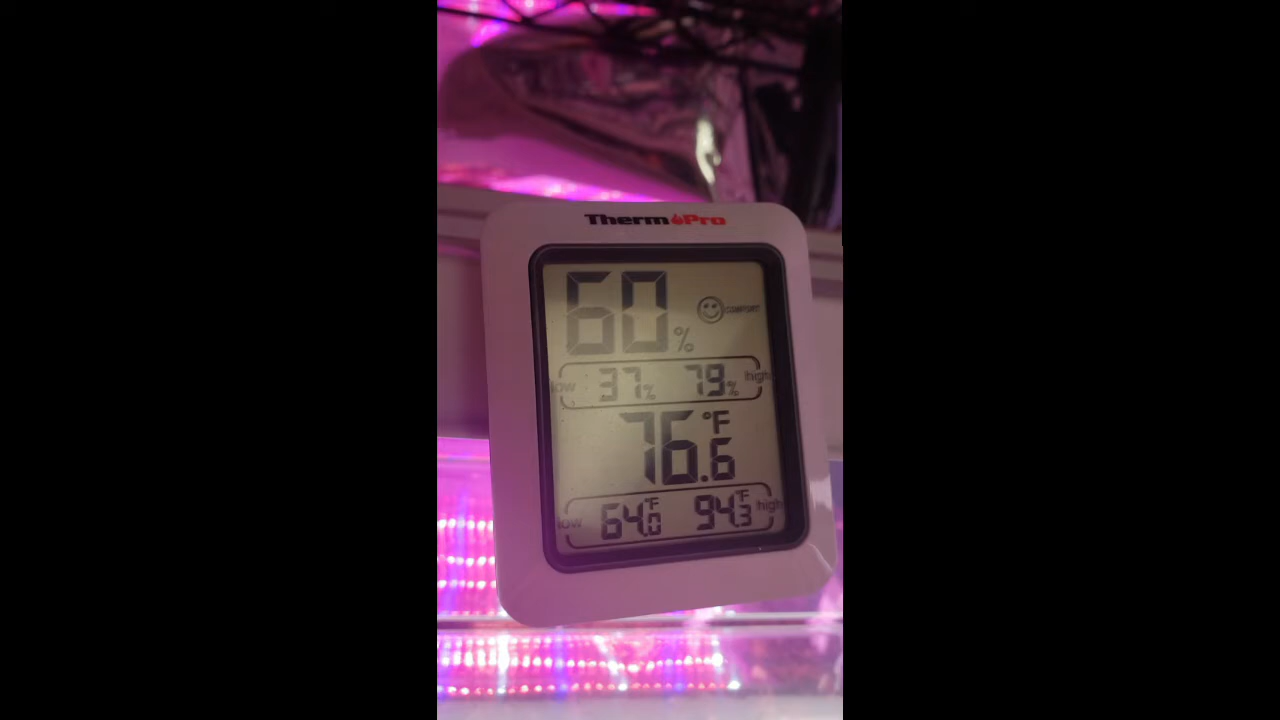 ThermoPro
60% COMFORT
low 37% 79% high
76.6°F
low 64.0°F 94.3°F high